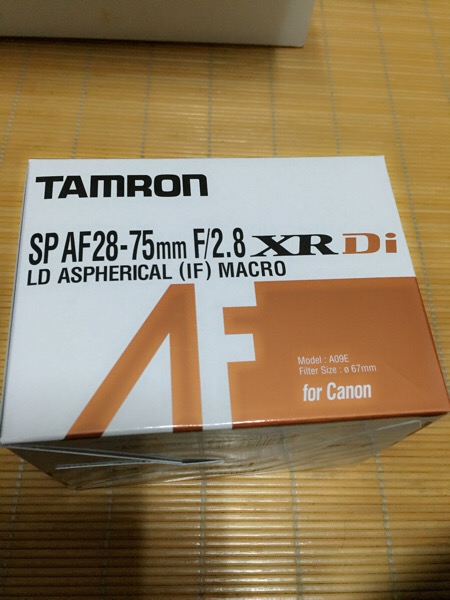 TAMRON
SP AF28-75mm F/2.8 XR Di
LD ASPHERICAL (IF) MACRO
AF
Model : A09E
Filter Size : ø 67mm
for Canon